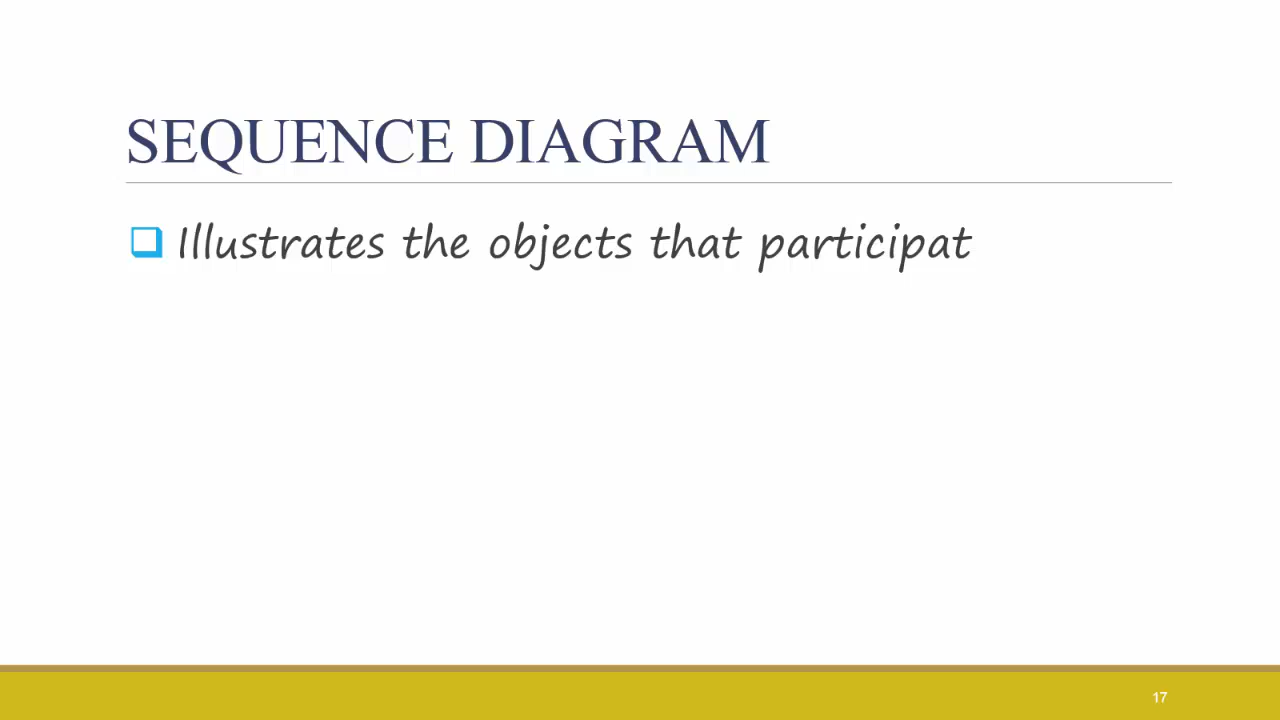 SEQUENCE DIAGRAM
Illustrates the objects that participat
17